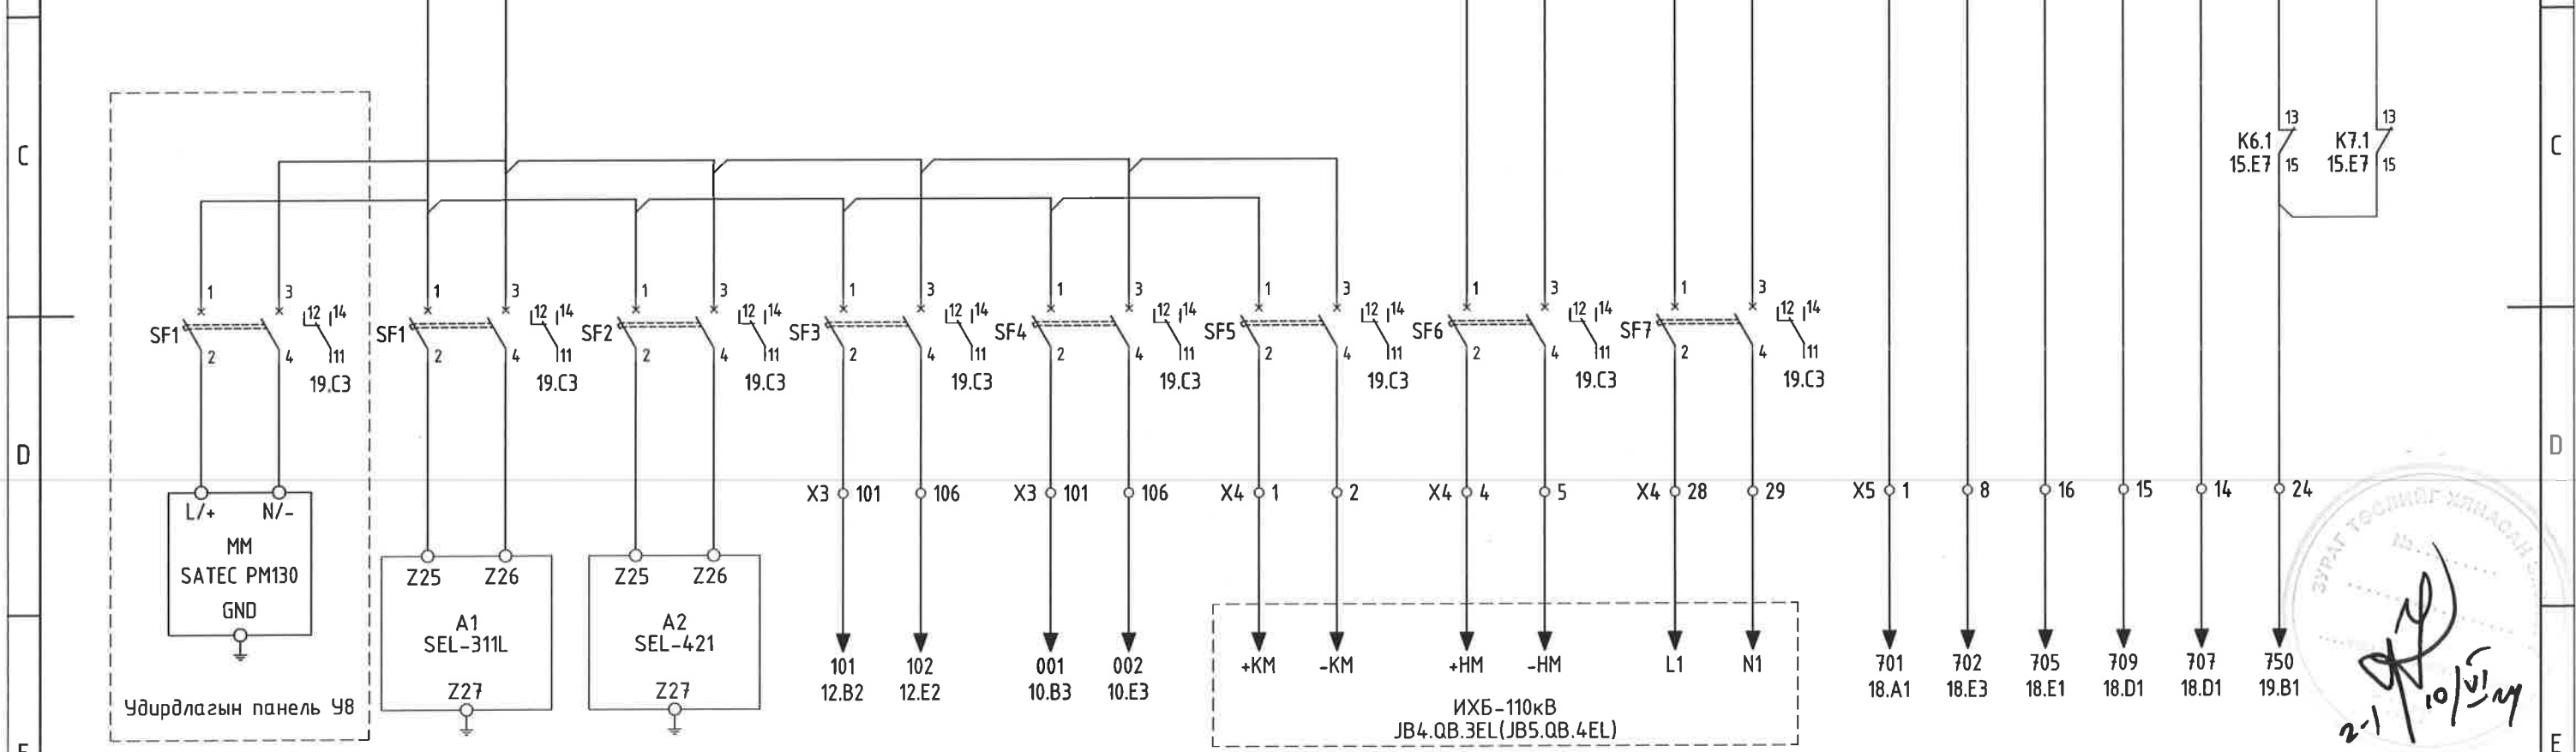 C
C
13
13
K6.1
K7.1
15.E7
15
15.E7
15
1
3
12
14
1
3
12
14
1
3
12
14
1
3
12
14
1
3
12
14
1
3
12
14
1
3
12
14
1
3
12
14
SF1
SF1
SF2
SF3
SF4
SF5
SF6
SF7
2
4
11
2
4
11
2
4
11
2
4
11
2
4
11
2
4
11
2
4
11
2
4
11
19.C3
19.C3
19.C3
19.C3
19.C3
19.C3
19.C3
19.C3
D
D
X3
101
106
X3
101
106
X4
1
2
X4
4
5
X4
28
29
X5
1
8
16
15
14
24
L/+
N/-
MM
SATEC PM130
GND
Z25
Z26
A1
SEL-311L
Z27
Z25
Z26
A2
SEL-421
Z27
101
12.B2
102
12.E2
001
10.B3
002
10.E3
+KM
-KM
+HM
-HM
L1
N1
701
18.A1
702
18.E3
705
18.E1
709
18.D1
707
18.D1
750
19.B1
Удирдлагын панель У8
ИХБ-110кВ
JB4.QB.3EL(JB5.QB.4EL)
ЗУРАГ ТӨСЛИЙГ ХЯНАСАН
№
2-1
10/VI
E
E